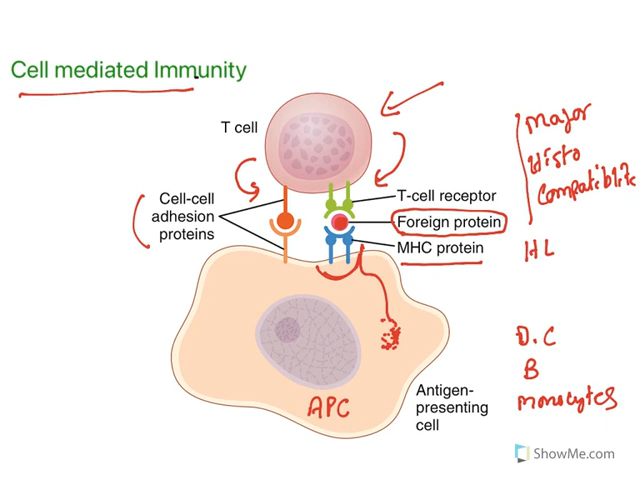 Cell mediated Immunity
T cell
Cell-cell
adhesion
proteins
T-cell receptor
Foreign protein
MHC protein
Major
Histo
Compatiblite
HL
D.C
B
monocytes
APC
Antigen-
presenting
cell
ShowMe.com